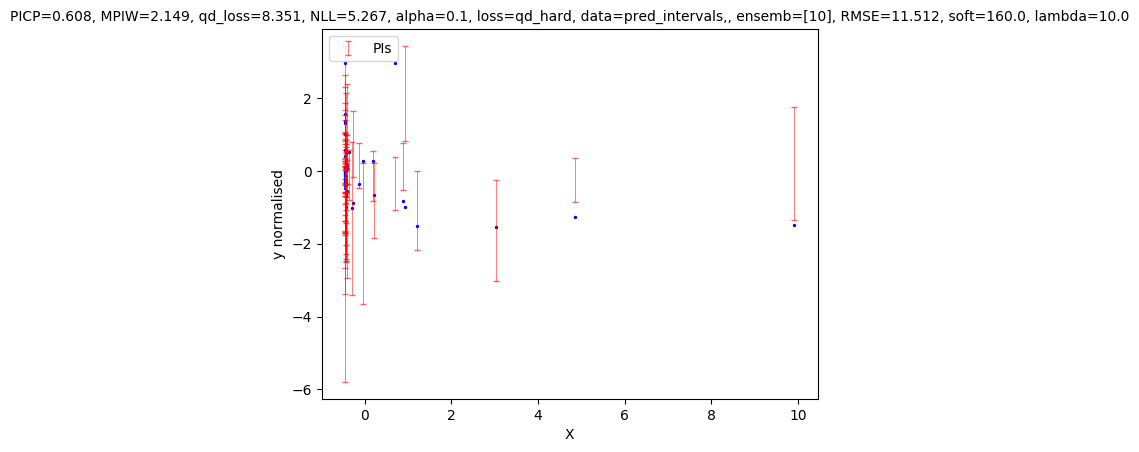 PICP=0.608, MPIW=2.149, qd_loss=8.351, NLL=5.267, alpha=0.1, loss=qd_hard, data=pred_intervals,, ensemb=[10], RMSE=11.512, soft=160.0, lambda=10.0
PIs
2
0
−2
−4
−6
y normalised
0
2
4
6
8
10
X